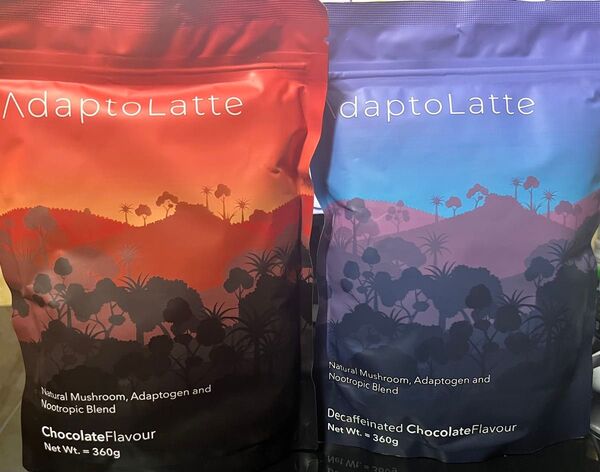 AdaptoLatte
Natural Mushroom, Adaptogen and
Nootropic Blend
ChocolateFlavour
Net Wt. = 360g
AdaptoLatte
Natural Mushroom, Adaptogen and
Nootropic Blend
Decaffeinated ChocolateFlavour
Net Wt. = 360g